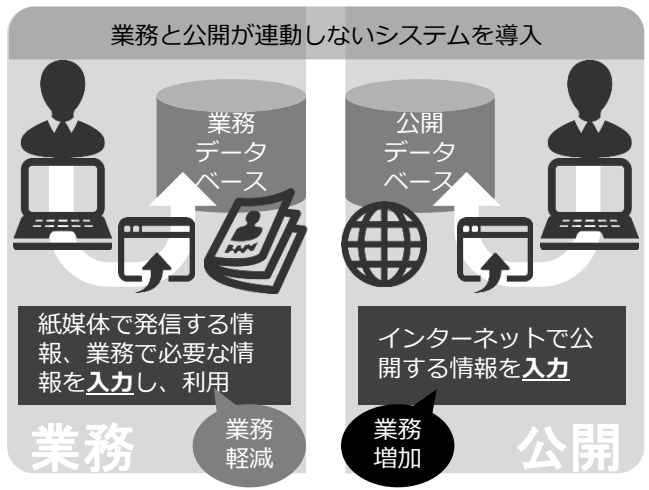 業務と公開が連動しないシステムを導入
業務
データ
ベース
公開
データ
ベース
紙媒体で発信する情
報、業務で必要な情
報を入力し、利用
インターネットで公
開する情報を入力
業務
業務
軽減
業務
増加
公開